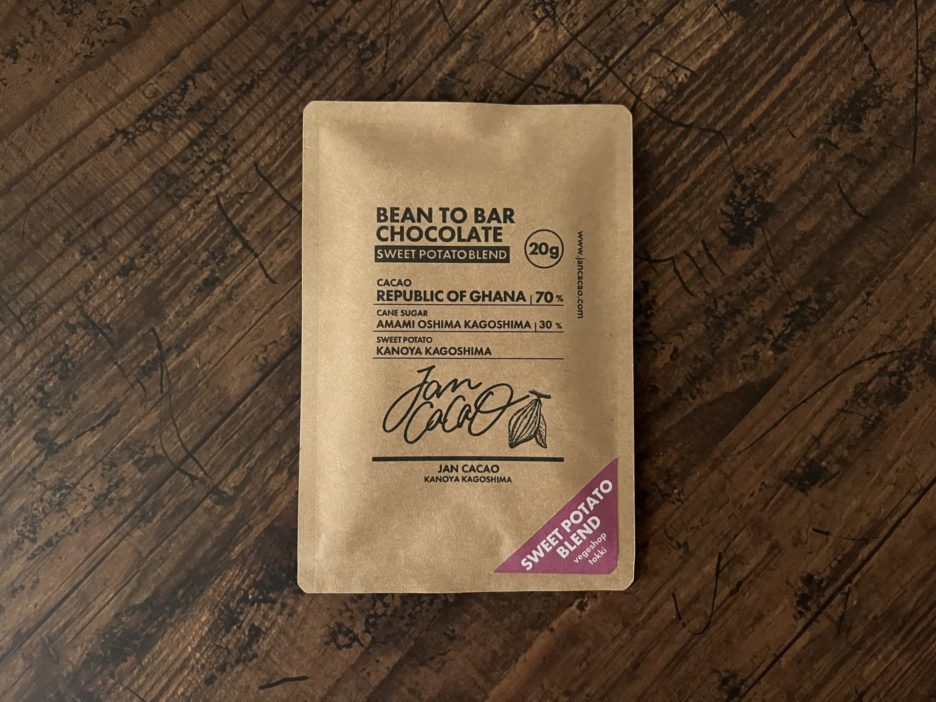 BEAN TO BAR
CHOCOLATE
SWEET POTATO BLEND
20g
www.jancacao.com
CACAO
REPUBLIC OF GHANA | 70 %
CANE SUGAR
AMAMI OSHIMA KAGOSHIMA | 30 %
SWEET POTATO
KANOYA KAGOSHIMA
Jan
CaCaO
JAN CACAO
KANOYA KAGOSHIMA
SWEET POTATO
BLEND
vegeshop
tokki